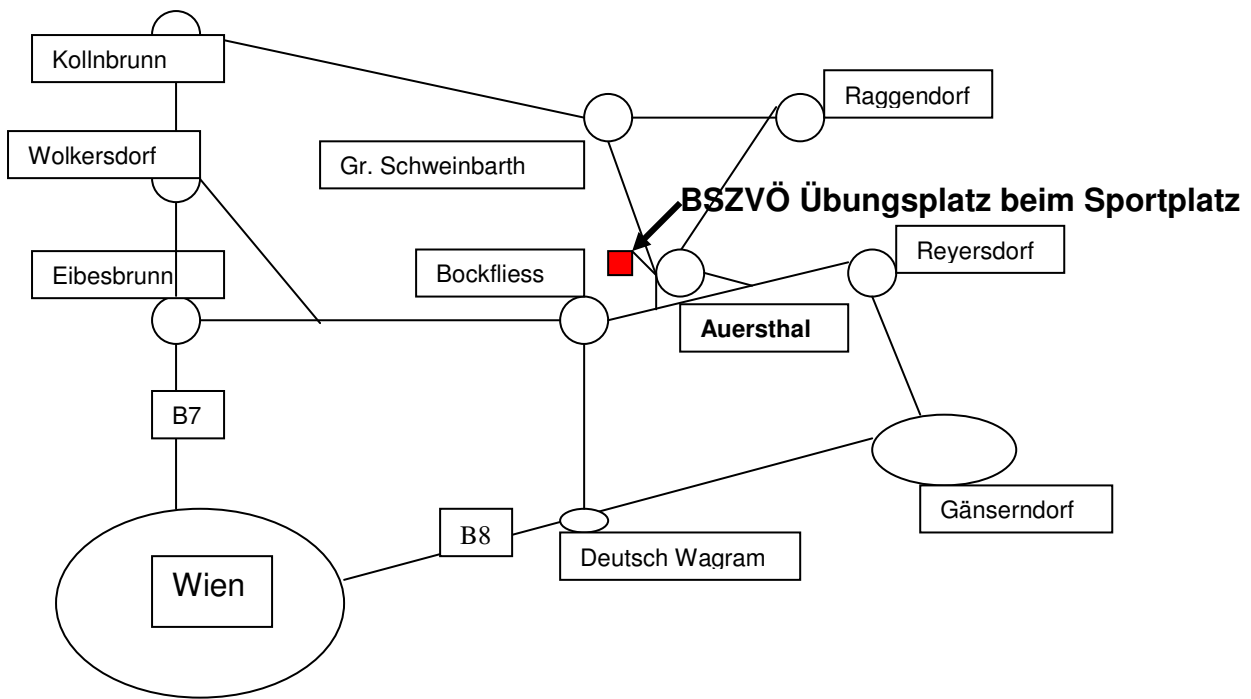 Kollnbrunn
Raggendorf
Wolkersdorf
Gr. Schweinbarth
BSZVÖ Übungsplatz beim Sportplatz
Reyersdorf
Eibesbrunn
Bockfliess
Auersthal
B7
Gänserndorf
B8
Deutsch Wagram
Wien